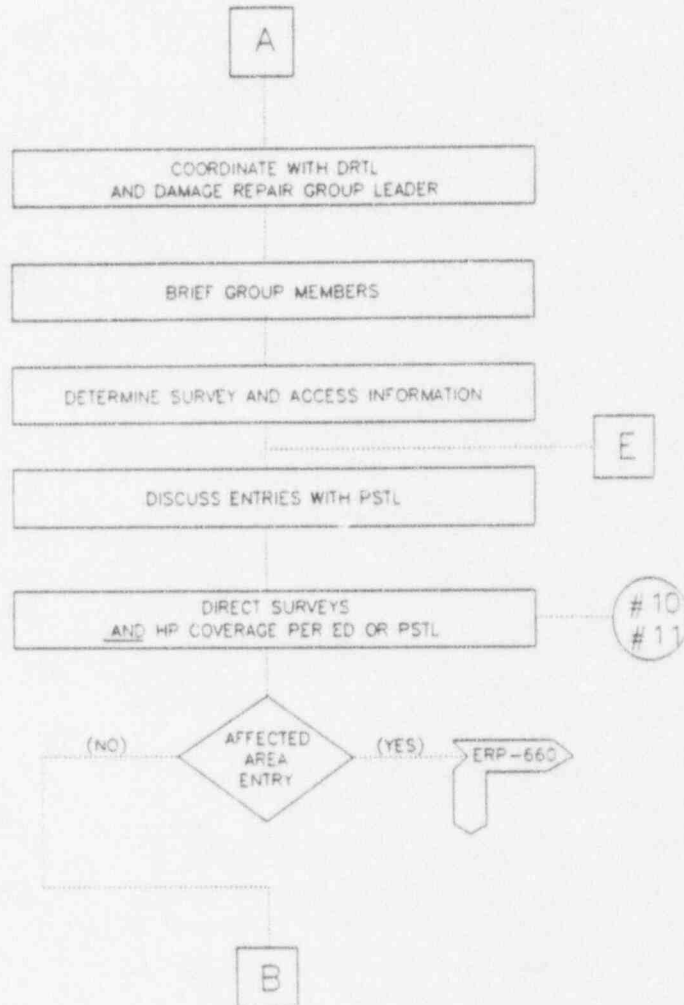 A
COORDINATE WITH DRTL
AND DAMAGE REPAIR GROUP LEADER
BRIEF GROUP MEMBERS
DETERMINE SURVEY AND ACCESS INFORMATION
E
DISCUSS ENTRIES WITH PSTL
DIRECT SURVEYS
AND HP COVERAGE PER ED OR PSTL
#10
#11
AFFECTED
AREA
ENTRY
(NO)
(YES)
ERP-660
B